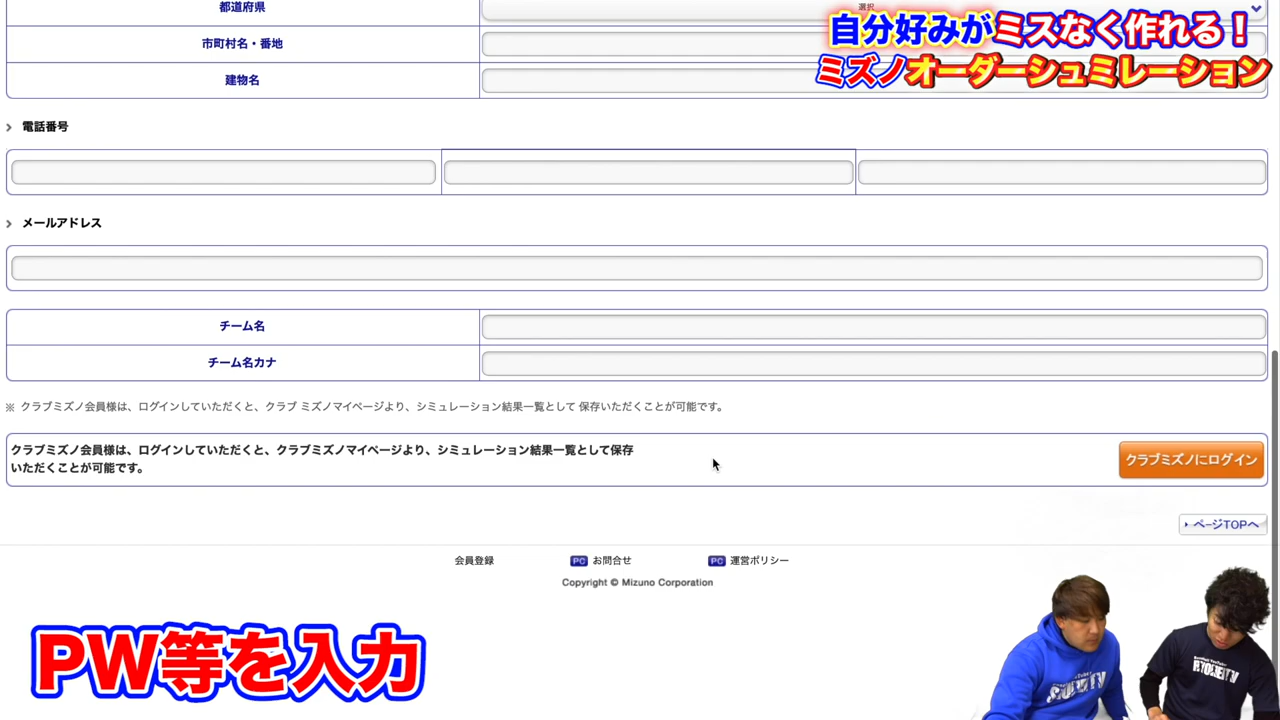 都道府県
選択
自分好みがミスなく作れる！
ミズノオーダーシュミレーション
市町村名・番地
建物名
電話番号
メールアドレス
チーム名
チーム名カナ
※ クラブミズノ会員様は、ログインしていただくと、クラブ ミズノマイページより、シミュレーション結果一覧として 保存いただくことが可能です。
クラブミズノ会員様は、ログインしていただくと、クラブミズノマイページより、シミュレーション結果一覧として保存
いただくことが可能です。
クラブミズノにログイン
ページTOPへ
会員登録
PC お問合せ
PC 運営ポリシー
Copyright © Mizuno Corporation
PW等を入力